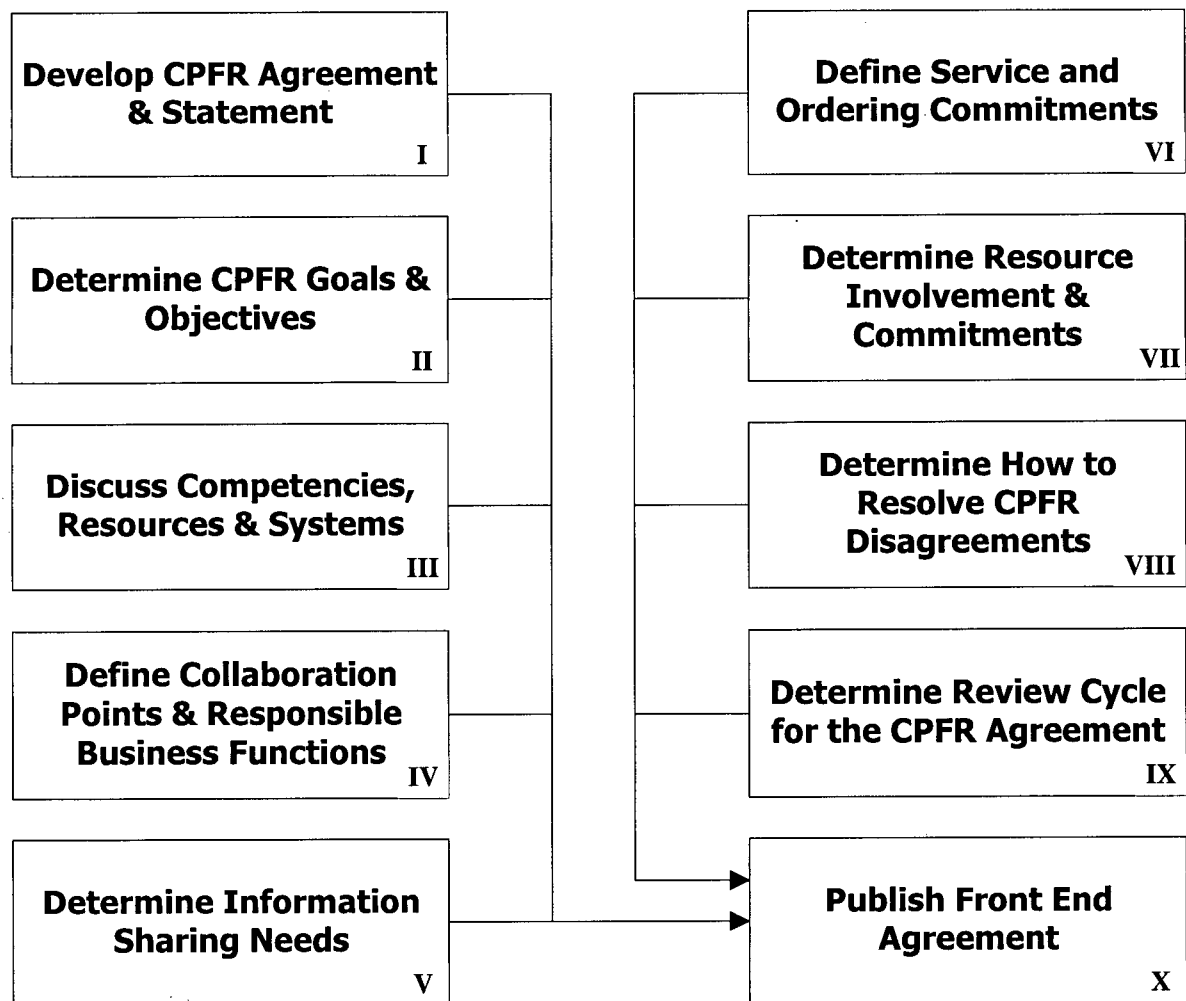 Develop CPFR Agreement
& Statement
I
Determine CPFR Goals &
Objectives
II
Discuss Competencies,
Resources & Systems
III
Define Collaboration
Points & Responsible
Business Functions
IV
Determine Information
Sharing Needs
V
Define Service and
Ordering Commitments
VI
Determine Resource
Involvement &
Commitments
VII
Determine How to
Resolve CPFR
Disagreements
VIII
Determine Review Cycle
for the CPFR Agreement
IX
Publish Front End
Agreement
X